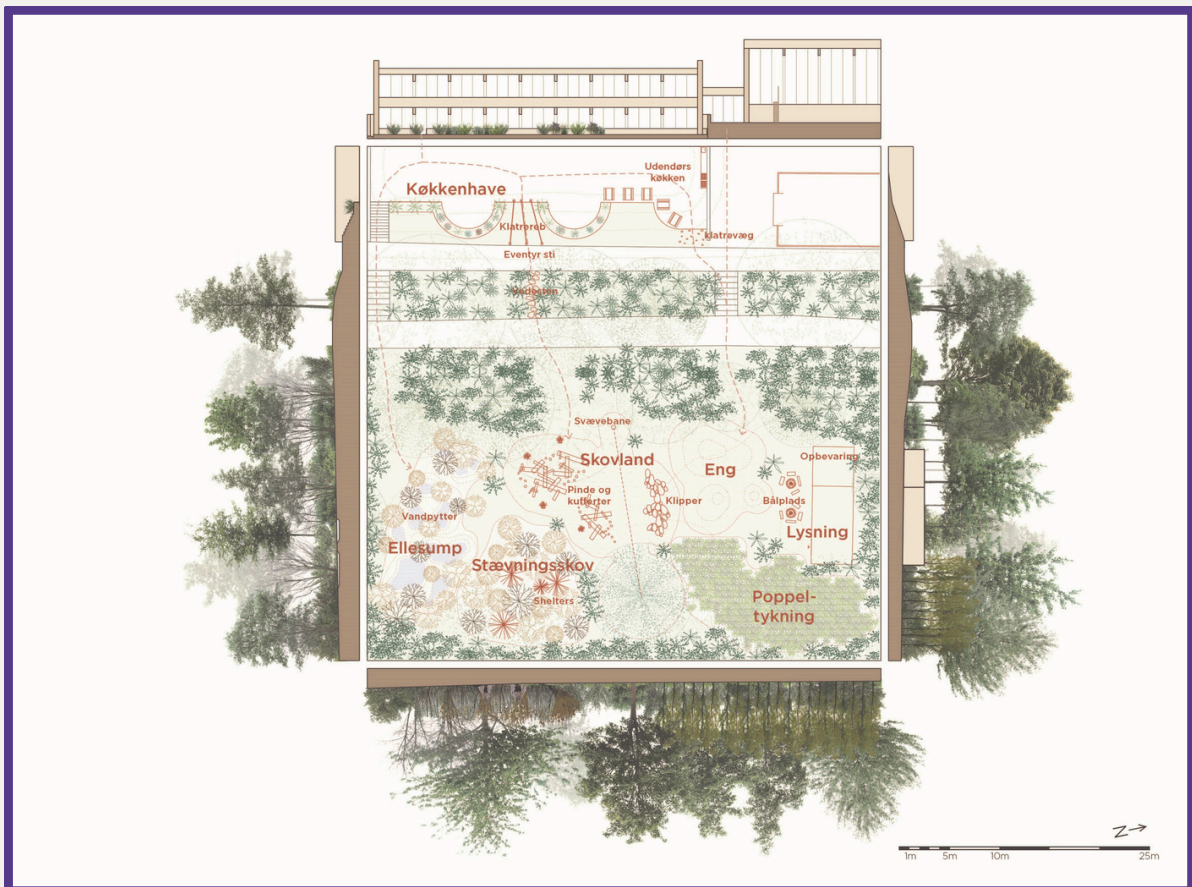 Udendørs
køkken
Køkkenhave
Klatrereb
klatrevæg
Eventyr sti
Svævebane
Skovland
Opbevaring
Eng
Pinde og
kufferter
Klipper
Bålplads
Vandpytter
Lysning
Ellesump
Stævningsskov
Shelters
Poppel-
tykning
N
1m 5m 10m 25m